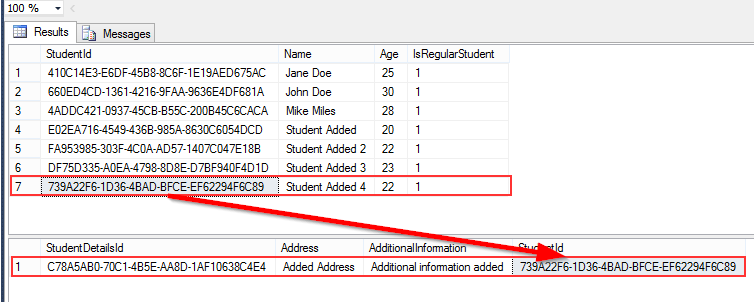 100 %
Results Messages
StudentId Name Age IsRegularStudent
1 410C14E3-E6DF-45B8-8C6F-1E19AED675AC Jane Doe 25 1
2 660ED4CD-1361-4216-9FAA-9636E4DF681A John Doe 30 1
3 4ADDC421-0937-45CB-B55C-200B45C6CACA Mike Miles 28 1
4 E02EA716-4549-436B-985A-8630C6054DCD Student Added 20 1
5 FA953985-303F-4C0A-AD57-1407C047E18B Student Added 2 22 1
6 DF75D335-A0EA-4798-8D8E-D7BF940F4D1D Student Added 3 23 1
7 739A22F6-1D36-4BAD-BFCE-EF62294F6C89 Student Added 4 22 1
StudentDetailsId Address AdditionalInformation
1 C78A5AB0-70C1-4B5E-AA8D-1AF10638C4E4 Added Address Additional information added 739A22F6-1D36-4BAD-BFCE-EF62294F6C89